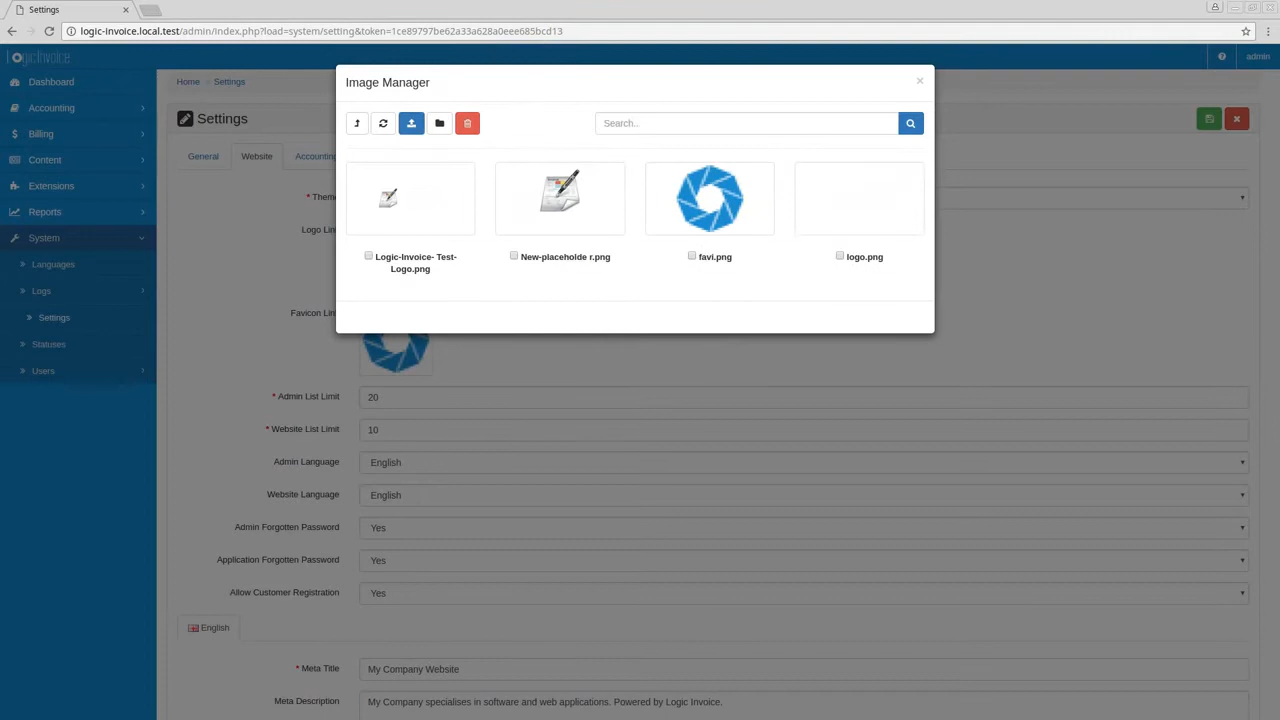 Settings
logic-invoice.local.test/admin/index.php?load=system/setting&token=1ce89797be62a33a628a0eee685bcd13
logicinvoice
admin
Dashboard
Accounting
Billing
Content
Extensions
Reports
System
Languages
Logs
Settings
Statuses
Users
Home
Settings
Settings
General
Website
Accounting
* Theme
Logo
Favicon
* Admin List Limit
20
* Website List Limit
10
Admin Language
English
Website Language
English
Admin Forgotten Password
Yes
Application Forgotten Password
Yes
Allow Customer Registration
Yes
English
* Meta Title
My Company Website
Meta Description
My Company specialises in software and web applications. Powered by Logic Invoice.
Image Manager
×
Search..
Logic-Invoice- Test-
Logo.png
New-placeholde r.png
favi.png
logo.png